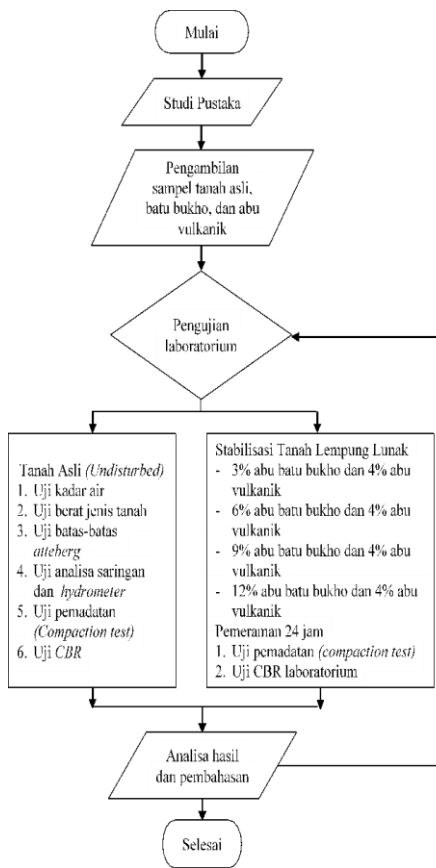 Mulai
Studi Pustaka
Pengambilan
sampel tanah asli,
batu bukho, dan abu
vulkanik
Pengujian
laboratorium
Tanah Asli (Undisturbed)
1. Uji kadar air
2. Uji berat jenis tanah
3. Uji batas-batas
atteberg
4. Uji analisa saringan
dan hydrometer
5. Uji pemadatan
(Compaction test)
6. Uji CBR
Stabilisasi Tanah Lempung Lunak
- 3% abu batu bukho dan 4% abu
vulkanik
- 6% abu batu bukho dan 4% abu
vulkanik
- 9% abu batu bukho dan 4% abu
vulkanik
- 12% abu batu bukho dan 4% abu
vulkanik
Pemeraman 24 jam
1. Uji pemadatan (compaction test)
2. Uji CBR laboratorium
Analisa hasil
dan pembahasan
Selesai